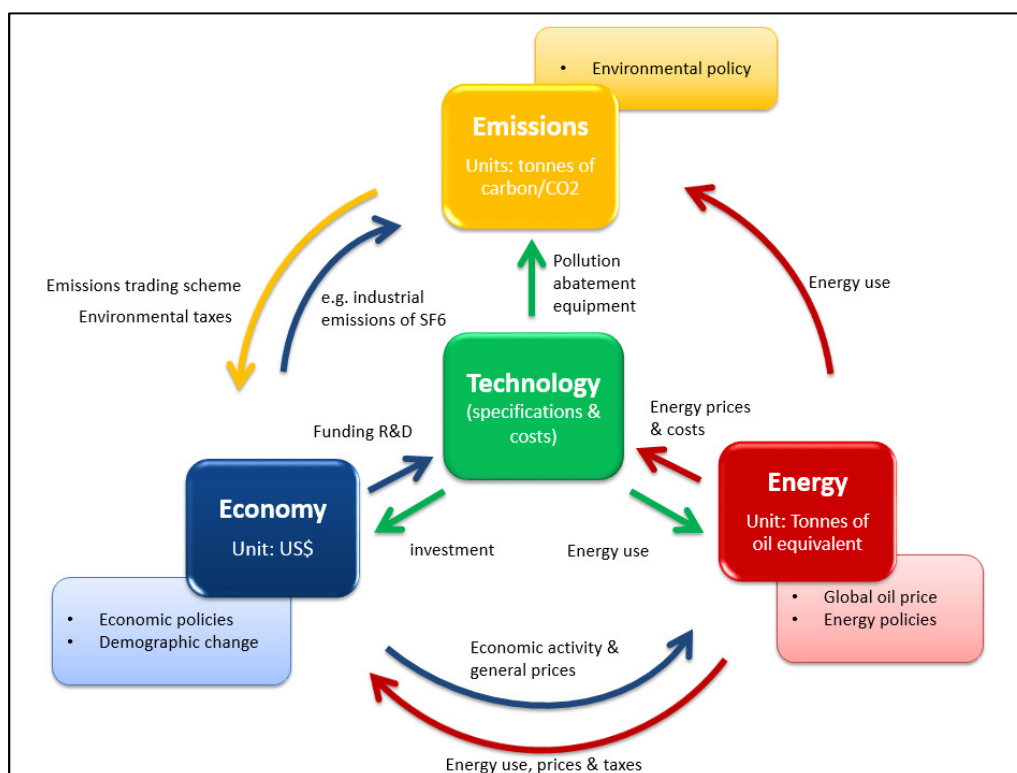 • Environmental policy
Emissions
Units: tonnes of
carbon/CO2
Emissions trading scheme
Environmental taxes
e.g. industrial
emissions of SF6
Pollution
abatement
equipment
Energy use
Technology
(specifications &
costs)
Funding R&D
Energy prices
& costs
Economy
Unit: US$
Energy
Unit: Tonnes of
oil equivalent
investment
Energy use
• Economic policies
• Demographic change
• Global oil price
• Energy policies
Economic activity &
general prices
Energy use, prices & taxes